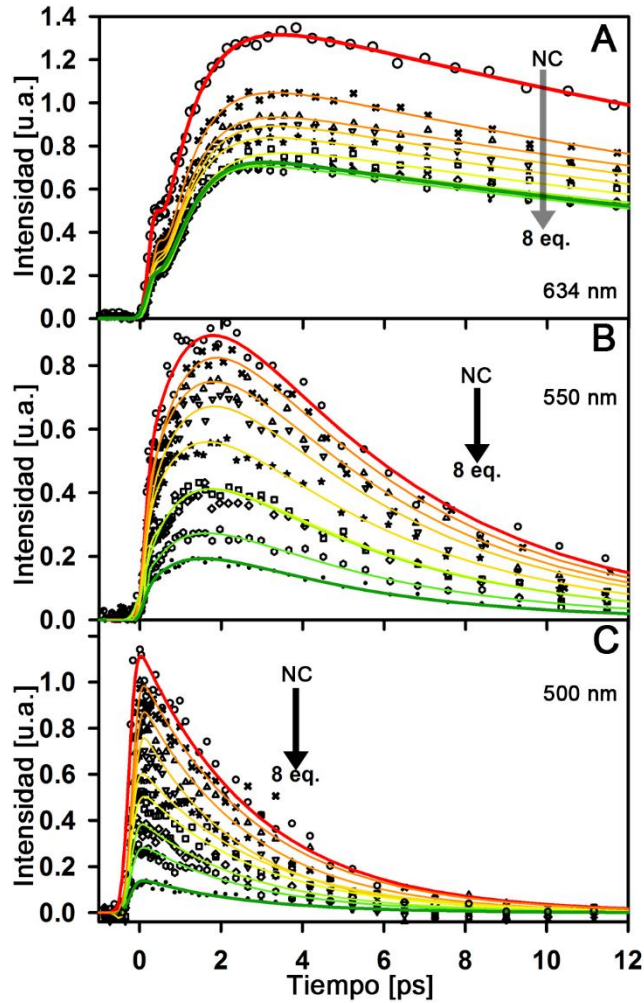 A
Intensidad [u.a.]
1.4
1.2
1.0
0.8
0.6
0.4
0.2
0.0
NC
8 eq.
634 nm
B
Intensidad [u.a.]
0.8
0.6
0.4
0.2
0.0
NC
8 eq.
550 nm
C
Intensidad [u.a.]
1.0
0.8
0.6
0.4
0.2
0.0
NC
8 eq.
500 nm
0 2 4 6 8 10 12
Tiempo [ps]